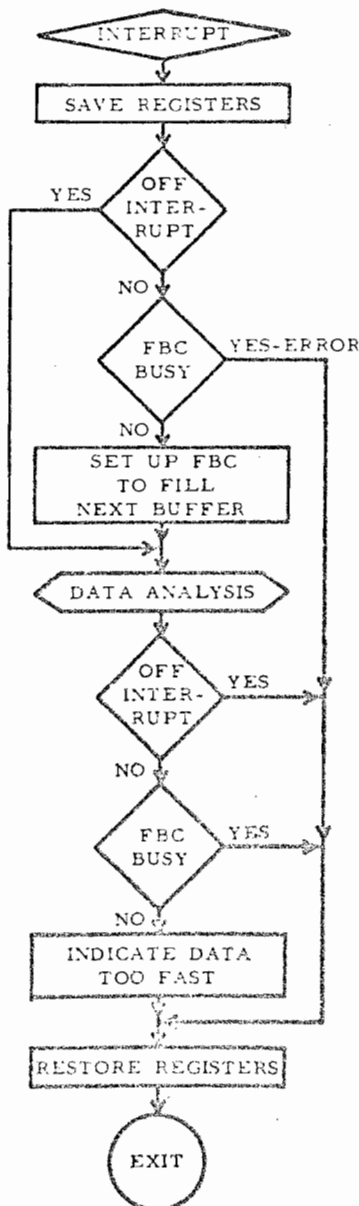 INTERRUPT
SAVE REGISTERS
YES
OFF
INTER-
RUPT
NO
FBC
BUSY
YES-ERROR
NO
SET UP FBC
TO FILL
NEXT BUFFER
DATA ANALYSIS
OFF
INTER-
RUPT
YES
NO
FBC
BUSY
YES
NO
INDICATE DATA
TOO FAST
RESTORE REGISTERS
EXIT